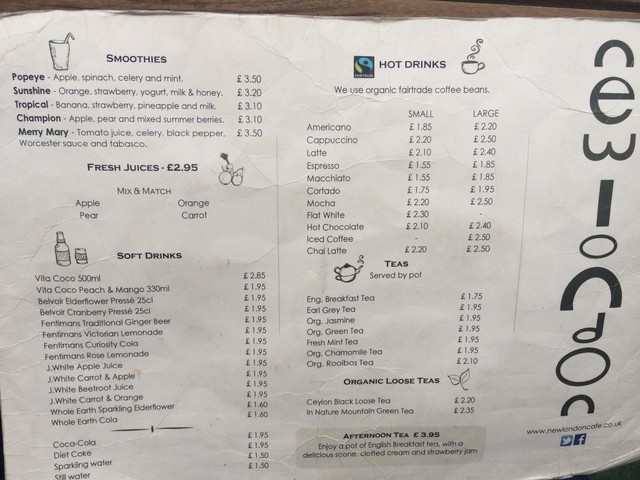 SMOOTHIES
Popeye - Apple, spinach, celery and mint. £ 3.50
Sunshine - Orange, strawberry, yogurt, milk & honey. £ 3.20
Tropical - Banana, strawberry, pineapple and milk. £ 3.10
Champion - Apple, pear and mixed summer berries. £ 3.10
Merry Mary - Tomato juice, celery, black pepper, £ 3.50
Worcester sauce and tabasco.
FRESH JUICES - £2.95
MIX & MATCH
Apple Orange
Pear Carrot
SOFT DRINKS
Vita Coco 500ml £ 2.85
Vita Coco Peach & Mango 330ml £ 1.95
Belvoir Elderflower Pressé 25cl £ 1.95
Belvoir Cranberry Pressé 25cl £ 1.95
Fentimans Traditional Ginger Beer £ 1.95
Fentimans Victorian Lemonade £ 1.95
Fentimans Curiosity Cola £ 1.95
Fentimans Rose Lemonade £ 1.95
J.White Apple Juice £ 1.95
J.White Carrot & Apple £ 1.95
J.White Beetroot Juice £ 1.95
J.White Carrot & Orange £ 1.95
Whole Earth Sparkling Elderflower £ 1.60
Whole Earth Cola £ 1.60
Coca-Cola £ 1.95
Diet Coke £ 1.95
Sparkling water £ 1.50
Still water £ 1.50
FAIRTRADE
HOT DRINKS
We use organic fairtrade coffee beans.
SMALL LARGE
Americano £ 1.85 £ 2.20
Cappuccino £ 2.20 £ 2.50
Latte £ 2.10 £ 2.40
Espresso £ 1.55 £ 1.85
Macchiato £ 1.55 £ 1.85
Cortado £ 1.75 £ 1.95
Mocha £ 2.20 £ 2.50
Flat White £ 2.30 -
Hot Chocolate £ 2.10 £ 2.40
Iced Coffee - £ 2.50
Chai Latte £ 2.20 £ 2.50
TEAS
Served by pot
Eng. Breakfast Tea £ 1.75
Earl Grey Tea £ 1.95
Org. Jasmine £ 1.95
Org. Green Tea £ 1.95
Fresh Mint Tea £ 1.95
Org. Chamomile Tea £ 1.95
Org. Rooibos Tea £ 2.10
ORGANIC LOOSE TEAS
Ceylon Black Loose Tea £ 2.20
In Nature Mountain Green Tea £ 2.35
AFTERNOON TEA £ 3.95
Enjoy a pot of English Breakfast tea, with a
delicious scone, clotted cream and strawberry jam
new london
www.newlondoncafe.co.uk